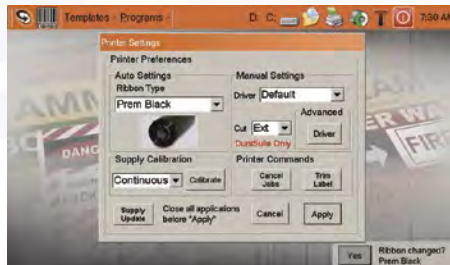 Templates - Programs -
D: C:
T
7:30 AM
Printer Settings
Printer Preferences
Auto Settings
Ribbon Type
Prem Black
Manual Settings
Driver Default
Advanced
Cut Ext
Driver
DuraSuite Only
Supply Calibration
Continuous
Calibrate
Printer Commands
Cancel Jobs
Trim Label
Supply Update
Close all applications
before "Apply"
Cancel
Apply
DANG
FIR
Yes
Ribbon changed?
Prem Black